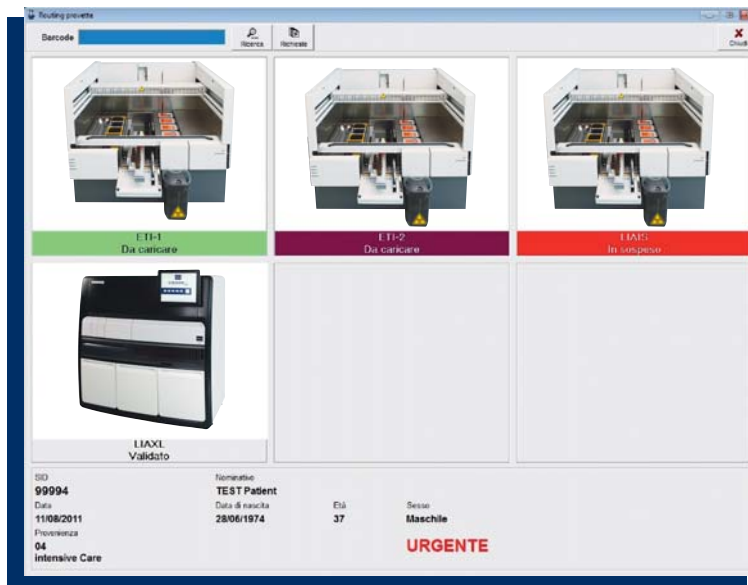 Routing provette
Barcode
Ricerca
Richieste
Chiudi
ETI-1
Da caricare
ETI-2
Da caricare
LIAIS
In sospeso
LIAXL
Validato
SID
Nominativo
99994
TEST Patient
Data
Data di nascita
Età
Sesso
11/08/2011
28/06/1974
37
Maschile
Provenienza
04
URGENTE
intensive Care